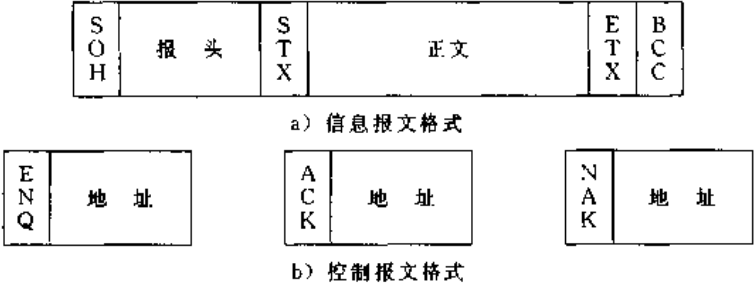 SOH 报 头 STX 正文 ETX BCC
a) 信息报文格式
ENQ 地 址 ACK 地 址 NAK 地 址
b) 控制报文格式